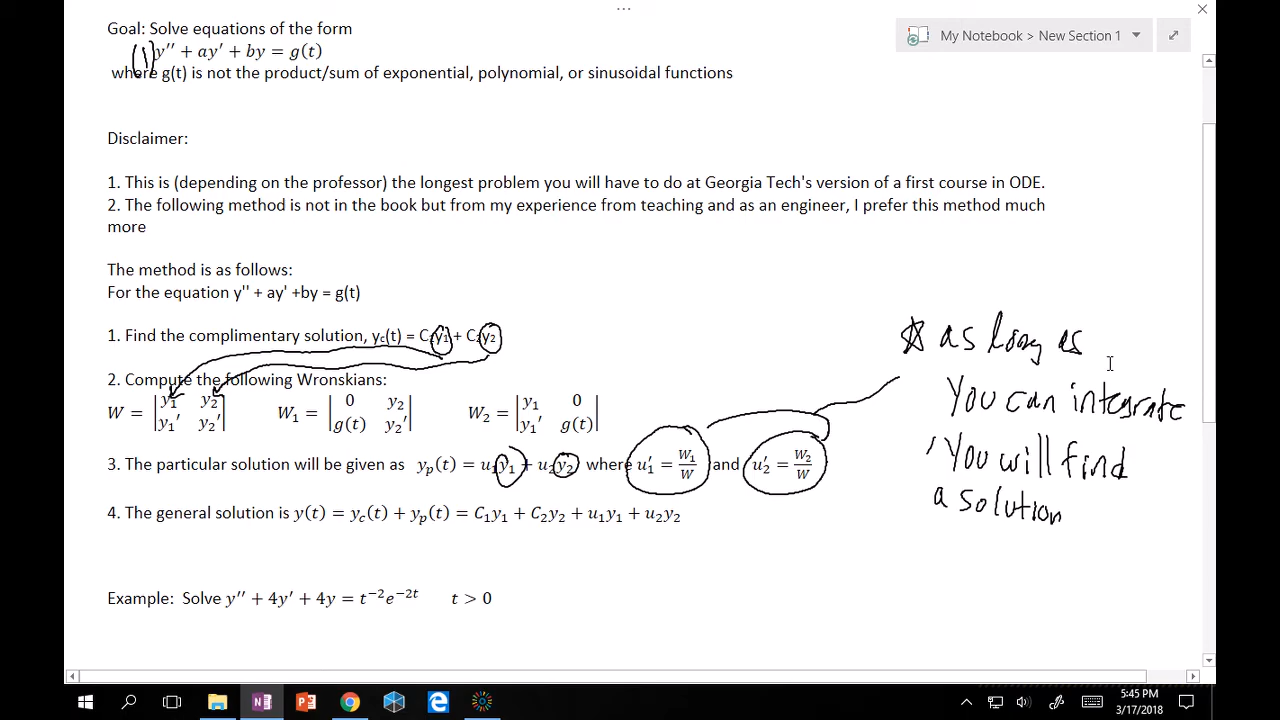 Goal: Solve equations of the form
(1) y′′ + ay′ + by = g(t)
where g(t) is not the product/sum of exponential, polynomial, or sinusoidal functions
My Notebook > New Section 1
Disclaimer:
1. This is (depending on the professor) the longest problem you will have to do at Georgia Tech's version of a first course in ODE.
2. The following method is not in the book but from my experience from teaching and as an engineer, I prefer this method much
more
The method is as follows:
For the equation y'' + ay' +by = g(t)
1. Find the complimentary solution, y_c(t) = C₁y₁ + C₂y₂
2. Compute the following Wronskians:
W = |y₁ y₂; y₁′ y₂′| W₁ = |0 y₂; g(t) y₂′| W₂ = |y₁ 0; y₁′ g(t)|
3. The particular solution will be given as y_p(t) = u₁y₁ + u₂y₂ where u₁′ = W₁/W and u₂′ = W₂/W
4. The general solution is y(t) = y_c(t) + y_p(t) = C₁y₁ + C₂y₂ + u₁y₁ + u₂y₂
☆ as long as
You can integrate
, You will find
a solution
Example: Solve y′′ + 4y′ + 4y = t⁻²e⁻²ᵗ t > 0
5:45 PM
3/17/2018